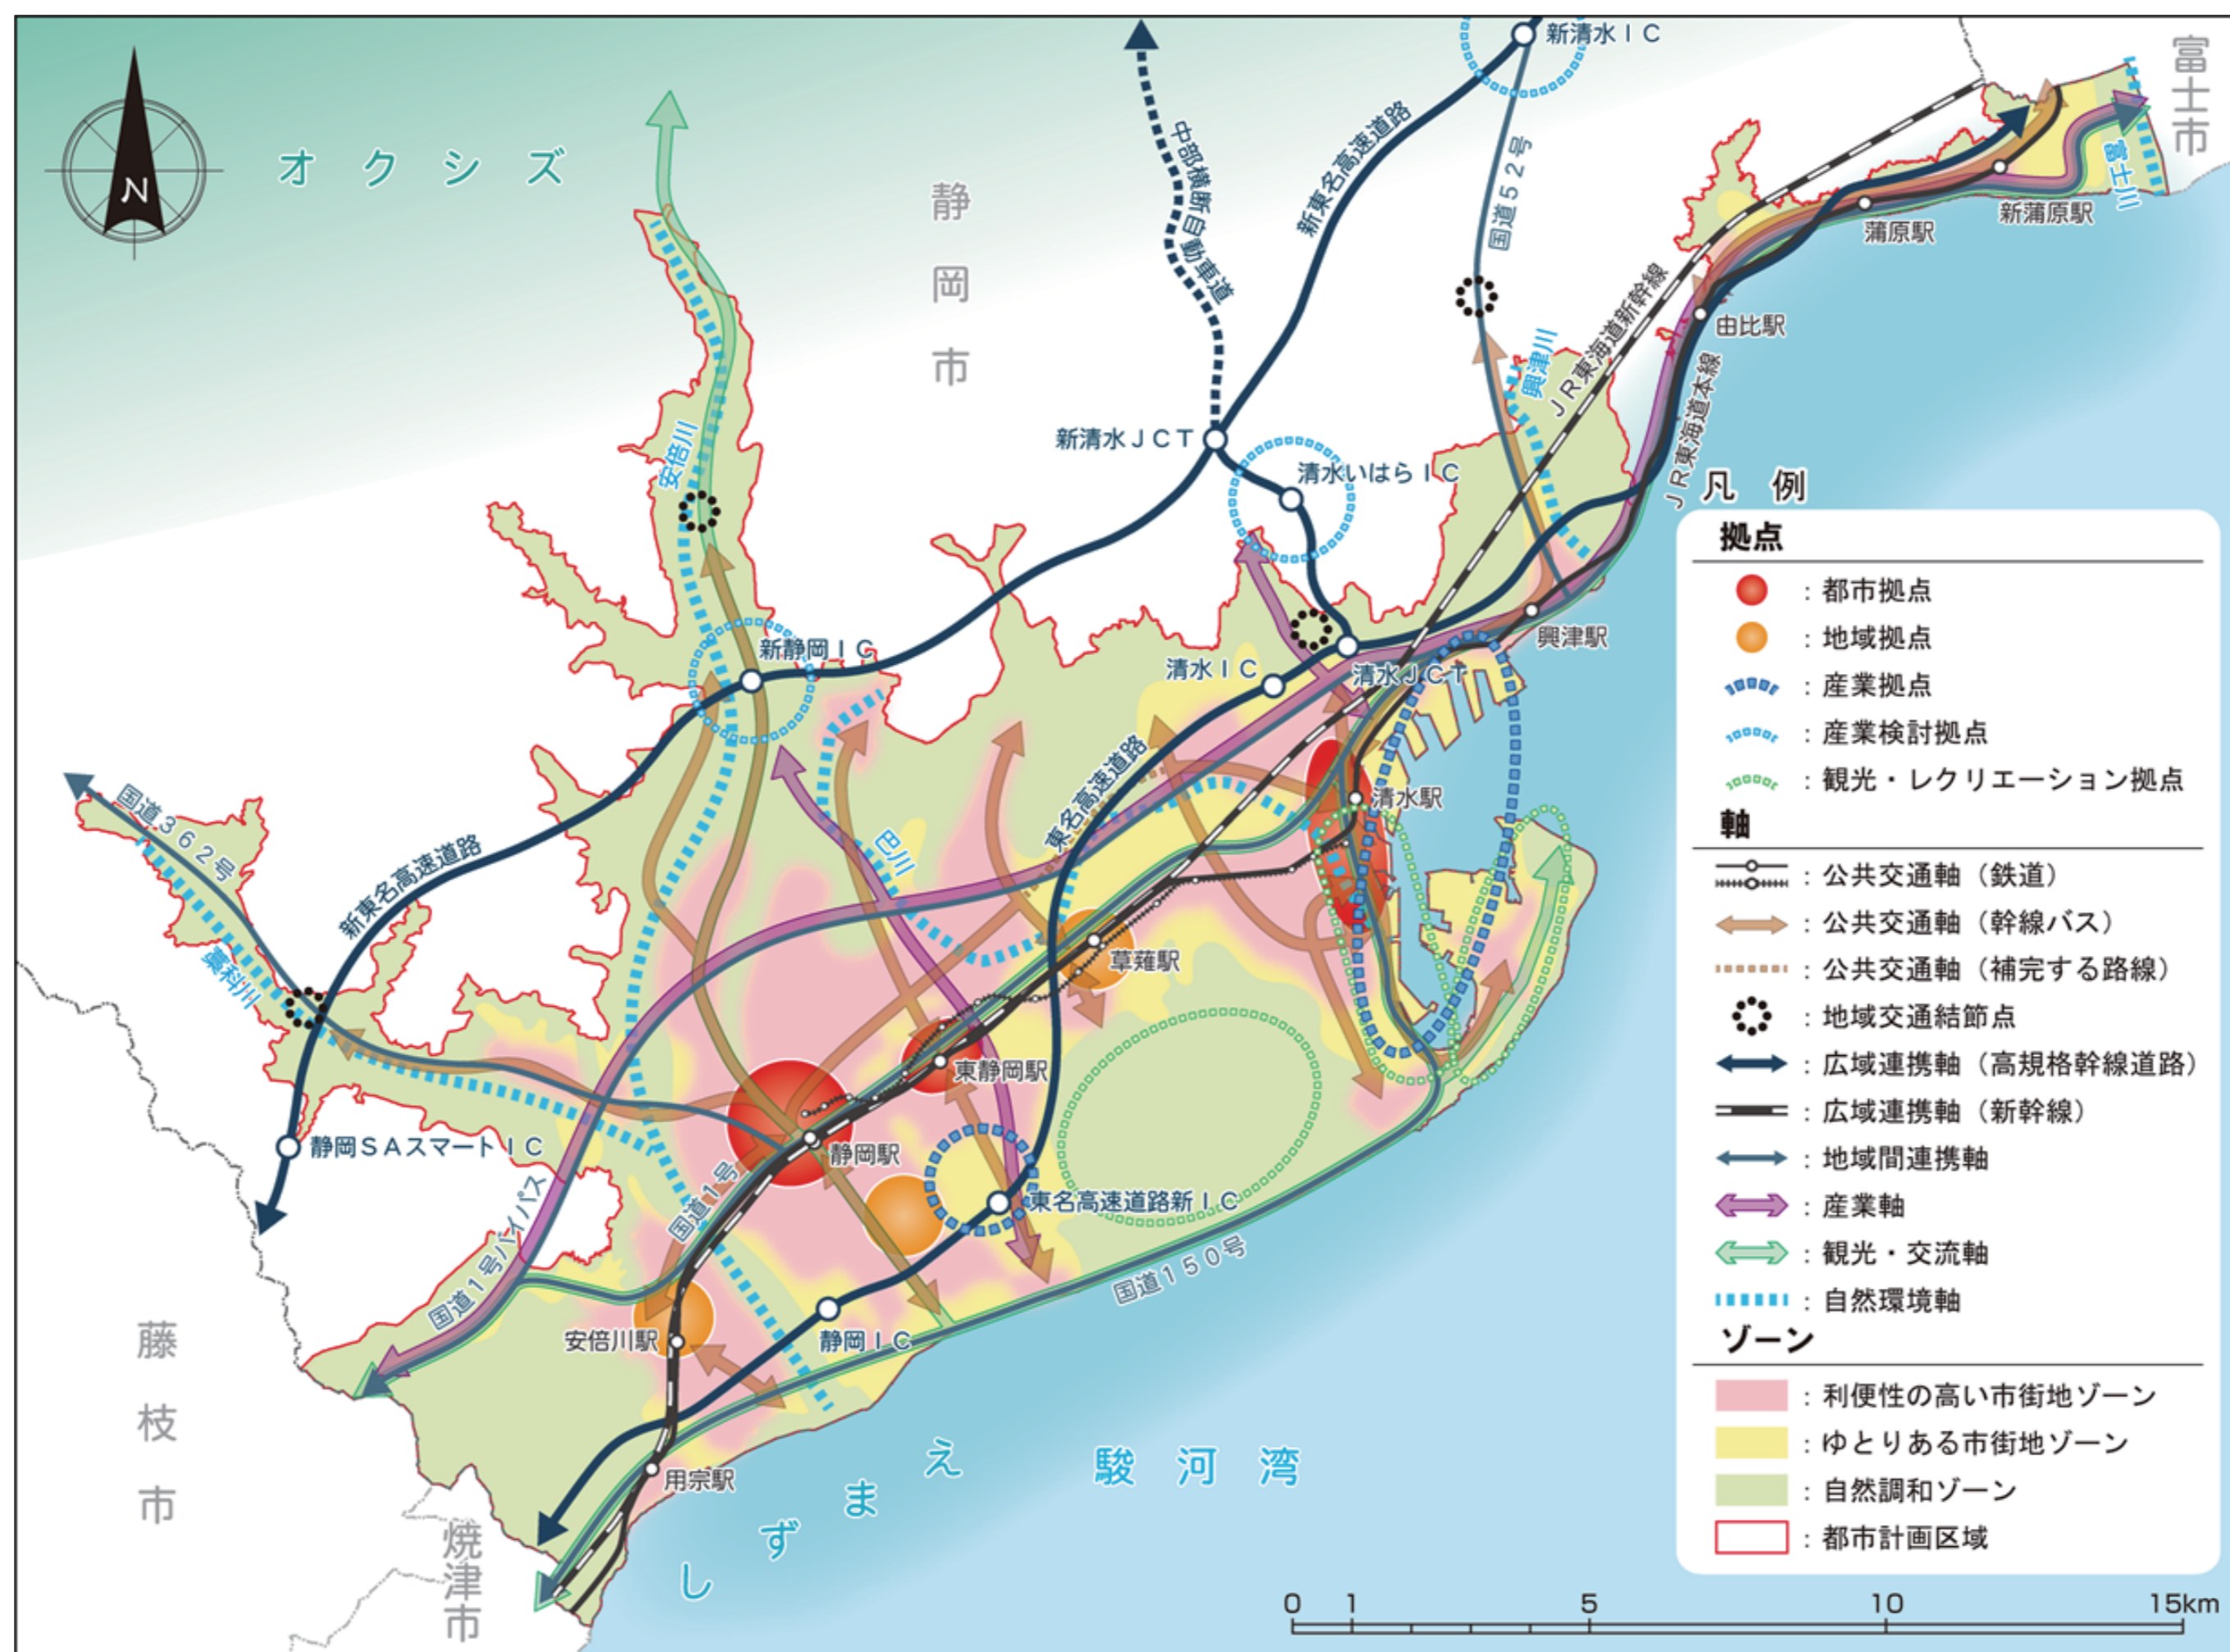 N
オクシズ
静岡市
富士市
藤枝市
焼津市
しずまえ
駿河湾
新清水ＩＣ
中部横断自動車道
新東名高速道路
国道５２号
富士川
新蒲原駅
蒲原駅
由比駅
ＪＲ東海道新幹線
ＪＲ東海道本線
興津川
安倍川
新清水ＪＣＴ
清水いはらＩＣ
興津駅
新静岡ＩＣ
清水ＩＣ
清水ＪＣＴ
東名高速道路
清水駅
国道３６２号
新東名高速道路
巴川
藁科川
草薙駅
東静岡駅
静岡ＳＡスマートＩＣ
静岡駅
国道１号
東名高速道路新ＩＣ
国道１号バイパス
国道１５０号
安倍川駅
静岡ＩＣ
用宗駅
凡例
拠点
：都市拠点
：地域拠点
：産業拠点
：産業検討拠点
：観光・レクリエーション拠点
軸
：公共交通軸（鉄道）
：公共交通軸（幹線バス）
：公共交通軸（補完する路線）
：地域交通結節点
：広域連携軸（高規格幹線道路）
：広域連携軸（新幹線）
：地域間連携軸
：産業軸
：観光・交流軸
：自然環境軸
ゾーン
：利便性の高い市街地ゾーン
：ゆとりある市街地ゾーン
：自然調和ゾーン
：都市計画区域
0 1 5 10 15km